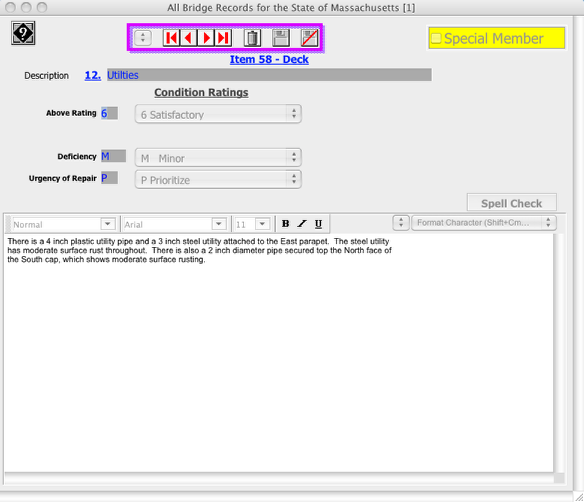 All Bridge Records for the State of Massachusetts [1]
?
Special Member
Item 58 - Deck
Description 12. Utilties
Condition Ratings
Above Rating 6 6 Satisfactory
Deficiency M M Minor
Urgency of Repair P P Prioritize
Spell Check
Normal Arial 11 B I U Format Character (Shift+Cm...
There is a 4 inch plastic utility pipe and a 3 inch steel utility attached to the East parapet. The steel utility
has moderate surface rust throughout. There is also a 2 inch diameter pipe secured top the North face of
the South cap, which shows moderate surface rusting.